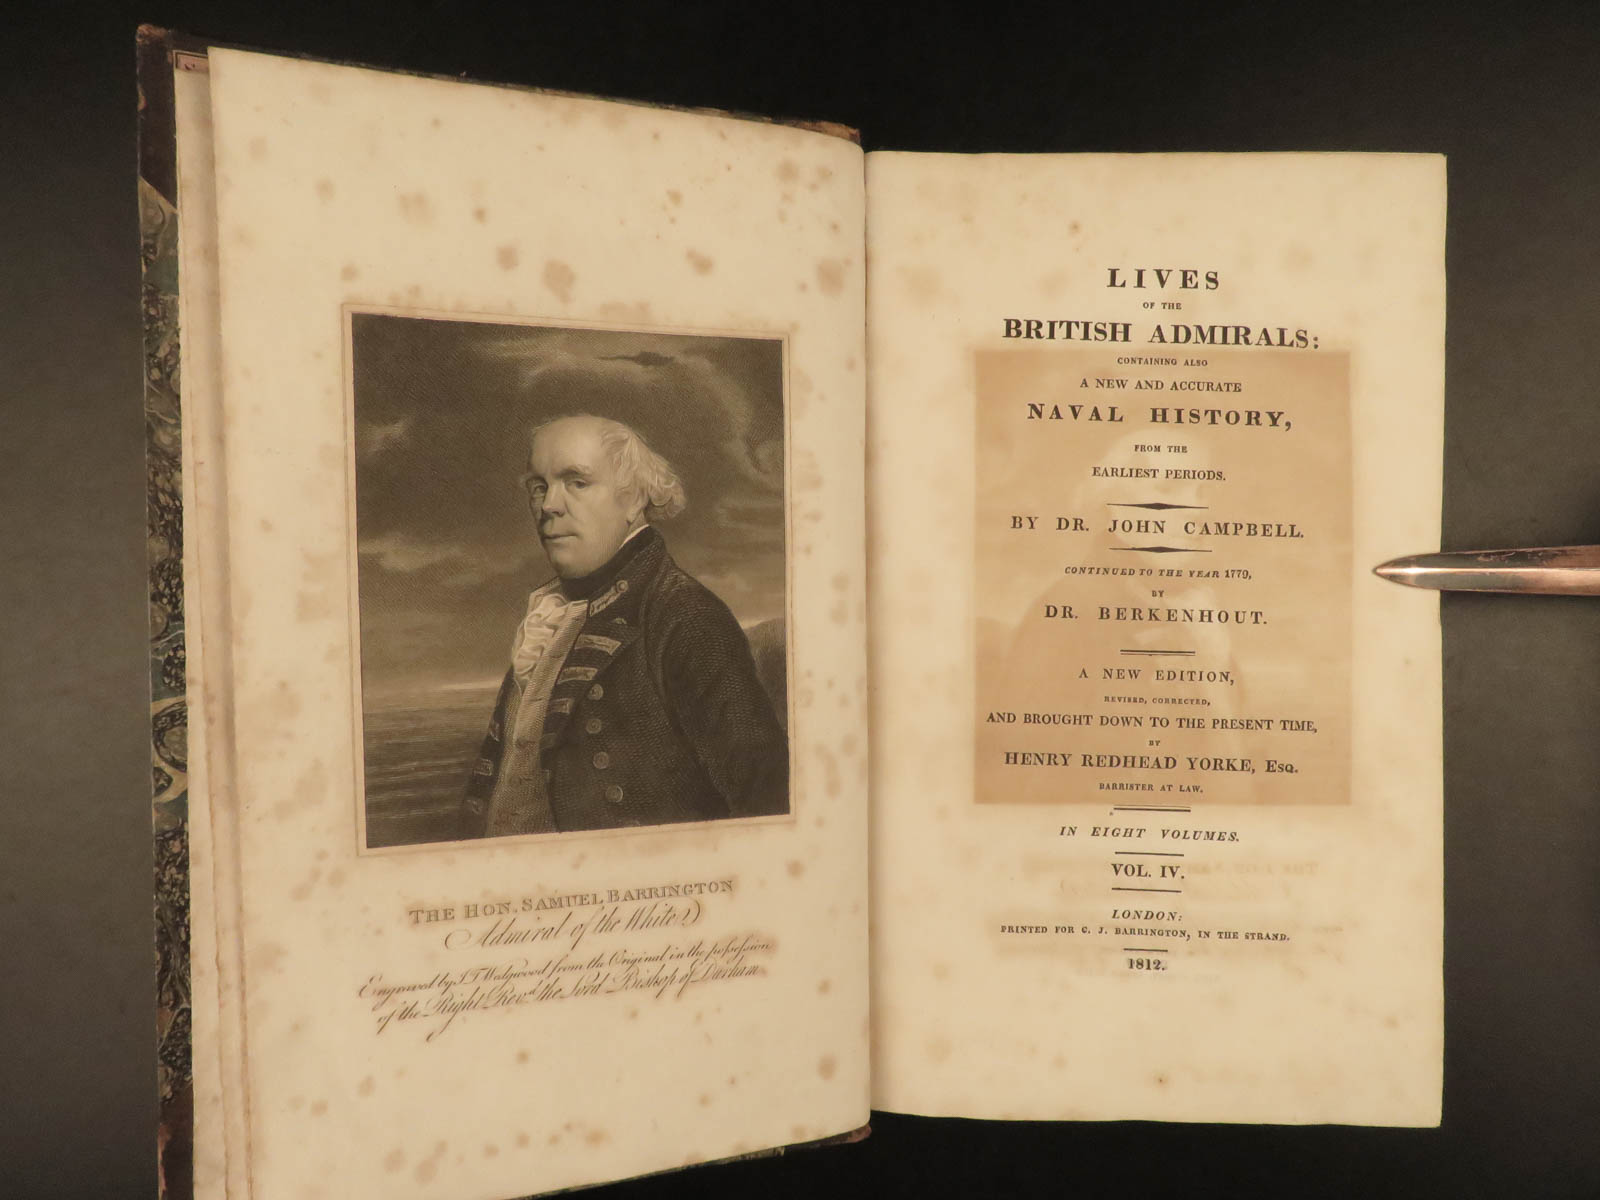 THE HON. SAMUEL BARRINGTON
Admiral of the White
Engraved by J T Wedgwood from the Original in the possession
of the Right Revd. the Lord Bishop of Durham
LIVES
OF THE
BRITISH ADMIRALS:
CONTAINING ALSO
A NEW AND ACCURATE
NAVAL HISTORY,
FROM THE
EARLIEST PERIODS.
BY DR. JOHN CAMPBELL.
CONTINUED TO THE YEAR 1779,
BY
DR. BERKENHOUT.
A NEW EDITION,
REVISED, CORRECTED,
AND BROUGHT DOWN TO THE PRESENT TIME,
BY
HENRY REDHEAD YORKE, ESQ.
BARRISTER AT LAW.
IN EIGHT VOLUMES.
VOL. IV.
LONDON:
PRINTED FOR C. J. BARRINGTON, IN THE STRAND.
1812.